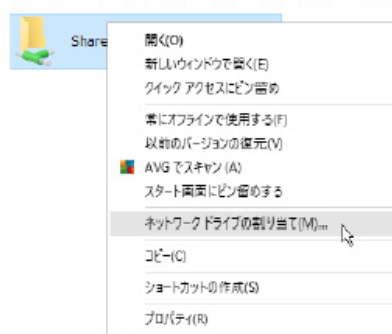 Share
開く(O)
新しいウィンドウで開く(E)
クイック アクセスにピン留め
常にオフラインで使用する(F)
以前のバージョンの復元(V)
AVG でスキャン(A)
スタート画面にピン留めする
ネットワーク ドライブの割り当て(M)...
コピー(C)
ショートカットの作成(S)
プロパティ(R)